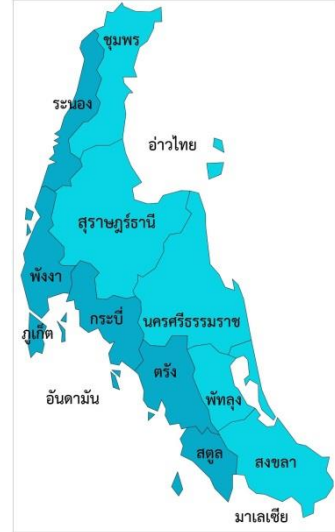 ชุมพร
ระนอง
อ่าวไทย
สุราษฎร์ธานี
พังงา
กระบี่
นครศรีธรรมราช
ภูเก็ต
ตรัง
อันดามัน
พัทลุง
สตูล
สงขลา
มาเลเซีย